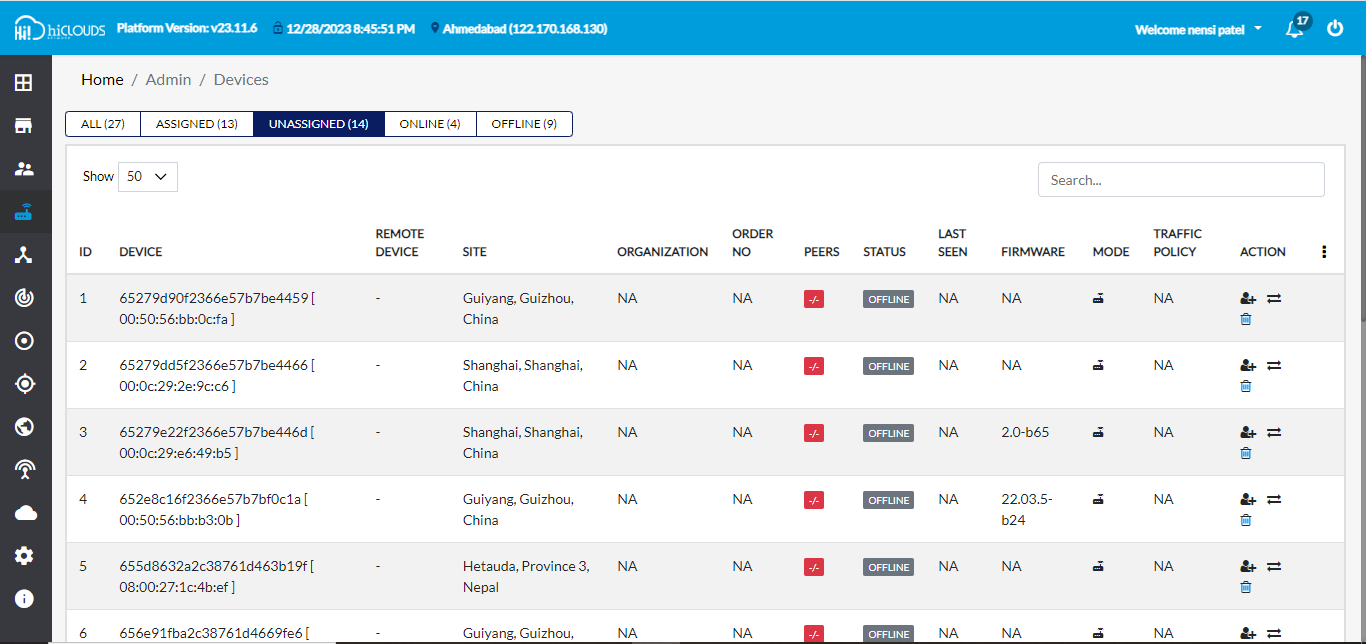 Hi! hiCLOUDS NETWORK Platform Version: v23.11.6 12/28/2023 8:45:51 PM Ahmedabad (122.170.168.130) Welcome nensi patel 17
Home / Admin / Devices
ALL (27) ASSIGNED (13) UNASSIGNED (14) ONLINE (4) OFFLINE (9)
Show 50 Search...
ID DEVICE REMOTE DEVICE SITE ORGANIZATION ORDER NO PEERS STATUS LAST SEEN FIRMWARE MODE TRAFFIC POLICY ACTION
1 65279d90f2366e57b7be4459 [ - Guiyang, Guizhou, NA NA -/- OFFLINE NA NA NA
00:50:56:bb:0c:fa ] China
2 65279dd5f2366e57b7be4466 [ - Shanghai, Shanghai, NA NA -/- OFFLINE NA NA NA
00:0c:29:2e:9c:c6 ] China
3 65279e22f2366e57b7be446d [ - Shanghai, Shanghai, NA NA -/- OFFLINE NA 2.0-b65 NA
00:0c:29:e6:49:b5 ] China
4 652e8c16f2366e57b7bf0c1a [ - Guiyang, Guizhou, NA NA -/- OFFLINE NA 22.03.5- NA
00:50:56:bb:b3:0b ] China b24
5 655d8632a2c38761d463b19f [ - Hetauda, Province 3, NA NA -/- OFFLINE NA NA NA
08:00:27:1c:4b:ef ] Nepal
6 656e91fba2c38761d4669fe6 [ - Guiyang, Guizhou, NA NA -/- OFFLINE NA NA NA